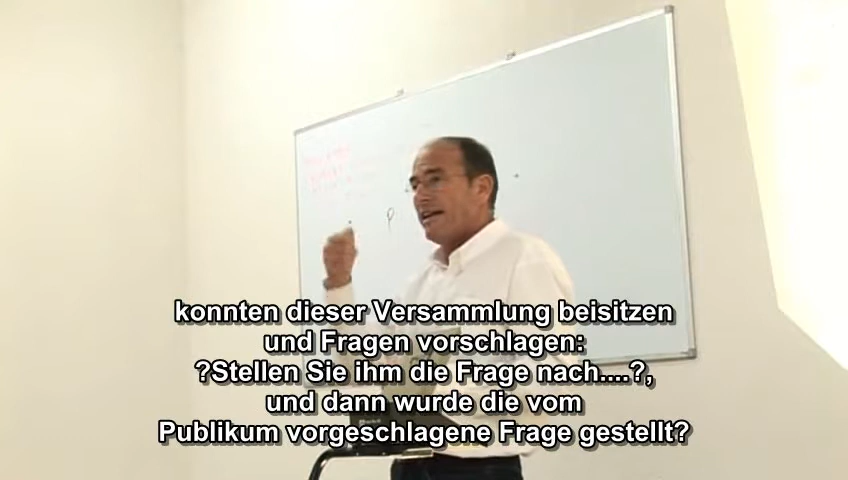 P
konnten dieser Versammlung beisitzen
und Fragen vorschlagen:
?Stellen Sie ihm die Frage nach....?,
und dann wurde die vom
Publikum vorgeschlagene Frage gestellt?